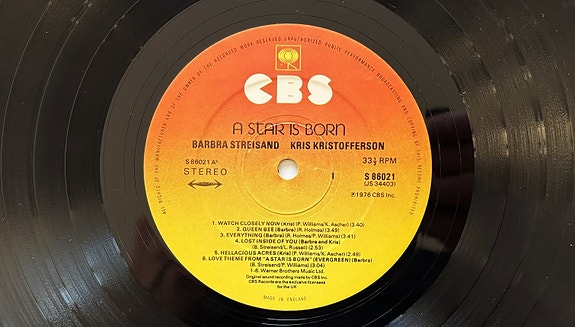 ALL RIGHTS OF THE MANUFACTURER AND OF THE OWNER OF THE RECORDED WORK RESERVED UNAUTHORIZED PUBLIC PERFORMANCE BROADCASTING AND COPYING OF THIS RECORD PROHIBITED
CBS
A STAR IS BORN
BARBRA STREISAND KRIS KRISTOFFERSON
S 86021 A* 33⅓ RPM
STEREO 1 S 86021
(JS 34403)
℗1976 CBS Inc.
1. WATCH CLOSELY NOW (Kris) (P. Williams/K. Ascher) (3.40)
2. QUEEN BEE (Barbra) (R. Holmes) (3.49)
3. EVERYTHING (Barbra) (R. Holmes/P. Williams) (3.41)
4. LOST INSIDE OF YOU (Barbra and Kris)
(B. Streisand/L. Russell) (2.53)
5. HELLACIOUS ACRES (Kris) (P. Williams/K. Ascher) (2.49)
6. LOVE THEME FROM "A STAR IS BORN" (EVERGREEN) (Barbra)
(B. Streisand/P. Williams) (3.04)
1-6. Warner Brothers Music Ltd.
Original sound recording made by CBS Inc.
CBS Records are the exclusive licensees
for the UK
MADE IN ENGLAND